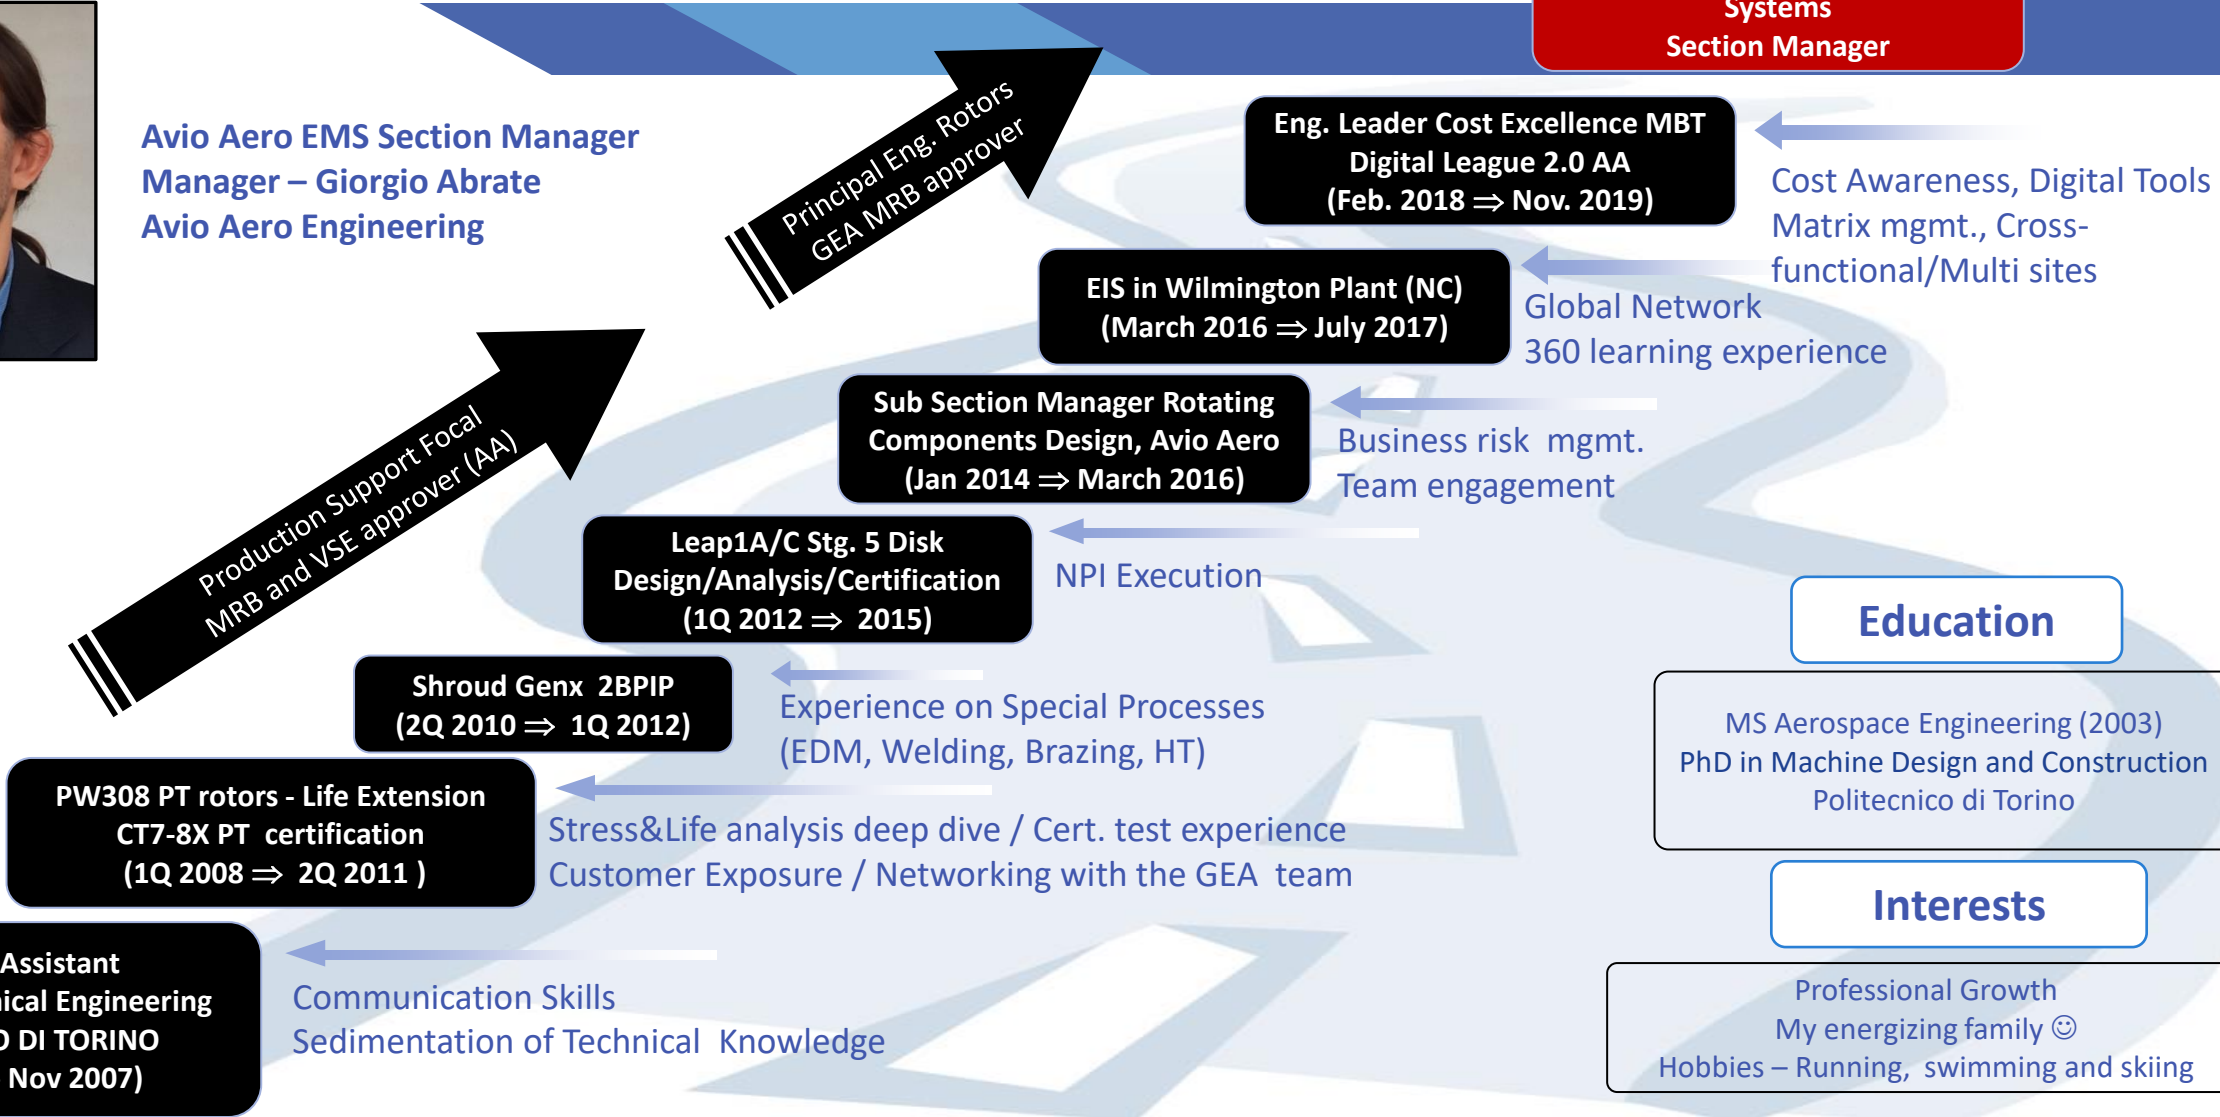 Systems
Section Manager
Avio Aero EMS Section Manager
Manager – Giorgio Abrate
Avio Aero Engineering
Principal Eng. Rotors
GEA MRB approver
Eng. Leader Cost Excellence MBT
Digital League 2.0 AA
(Feb. 2018 ⇒ Nov. 2019)
Cost Awareness, Digital Tools
Matrix mgmt., Cross-
functional/Multi sites
EIS in Wilmington Plant (NC)
(March 2016 ⇒ July 2017)
Global Network
360 learning experience
Sub Section Manager Rotating
Components Design, Avio Aero
(Jan 2014 ⇒ March 2016)
Business risk mgmt.
Team engagement
Production Support Focal
MRB and VSE approver (AA)
Leap1A/C Stg. 5 Disk
Design/Analysis/Certification
(1Q 2012 ⇒ 2015)
NPI Execution
Shroud Genx 2BPIP
(2Q 2010 ⇒ 1Q 2012)
Experience on Special Processes
(EDM, Welding, Brazing, HT)
PW308 PT rotors - Life Extension
CT7-8X PT certification
(1Q 2008 ⇒ 2Q 2011 )
Stress&Life analysis deep dive / Cert. test experience
Customer Exposure / Networking with the GEA team
Assistant
nical Engineering
O DI TORINO
Nov 2007)
Communication Skills
Sedimentation of Technical Knowledge
Education
MS Aerospace Engineering (2003)
PhD in Machine Design and Construction
Politecnico di Torino
Interests
Professional Growth
My energizing family ☺
Hobbies – Running, swimming and skiing